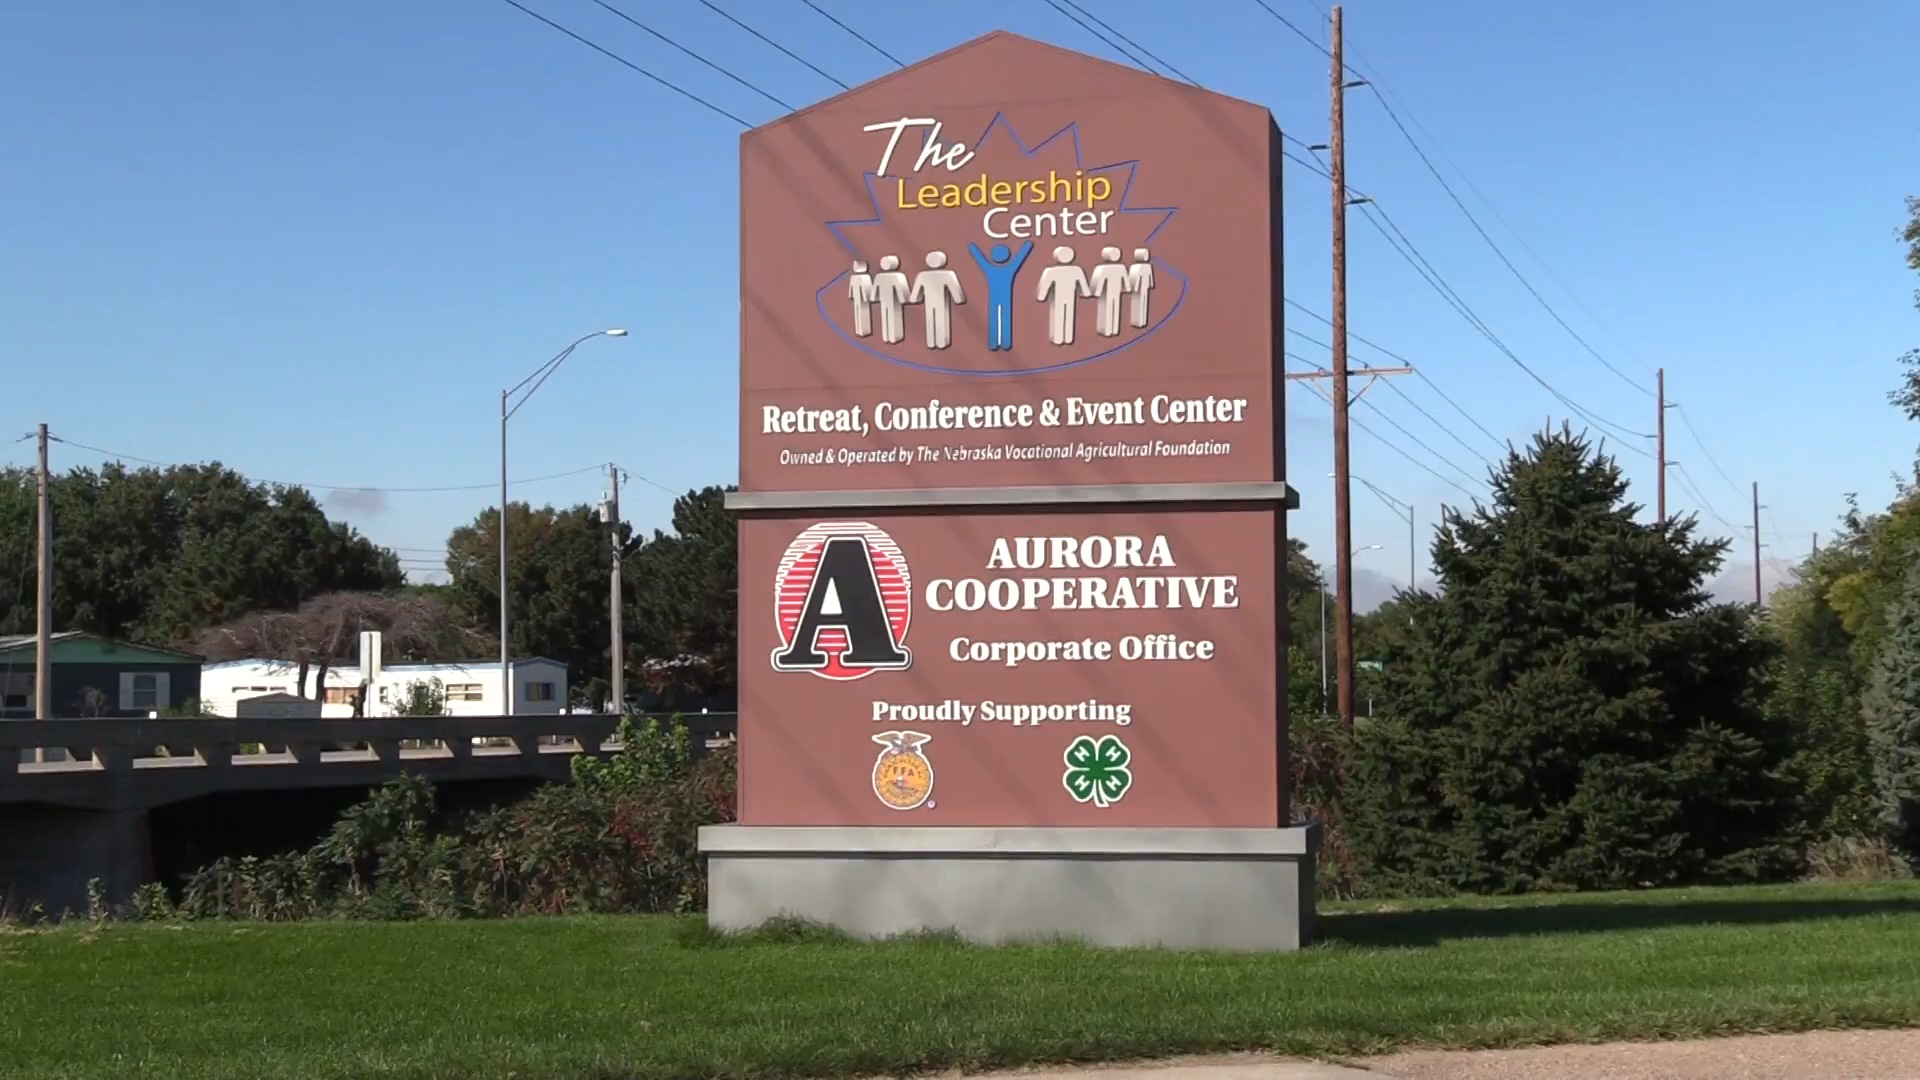 The
Leadership
Center
Retreat, Conference & Event Center
Owned & Operated by The Nebraska Vocational Agricultural Foundation
A
AURORA
COOPERATIVE
Corporate Office
Proudly Supporting
FFA
H H
H H